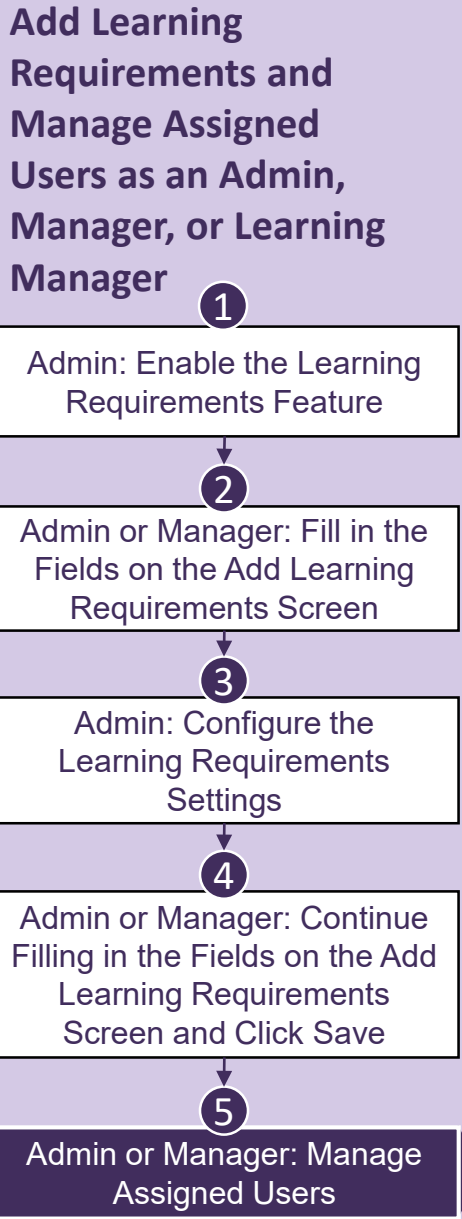 Add Learning
Requirements and
Manage Assigned
Users as an Admin,
Manager, or Learning
Manager
1
Admin: Enable the Learning
Requirements Feature
2
Admin or Manager: Fill in the
Fields on the Add Learning
Requirements Screen
3
Admin: Configure the
Learning Requirements
Settings
4
Admin or Manager: Continue
Filling in the Fields on the Add
Learning Requirements
Screen and Click Save
5
Admin or Manager: Manage
Assigned Users